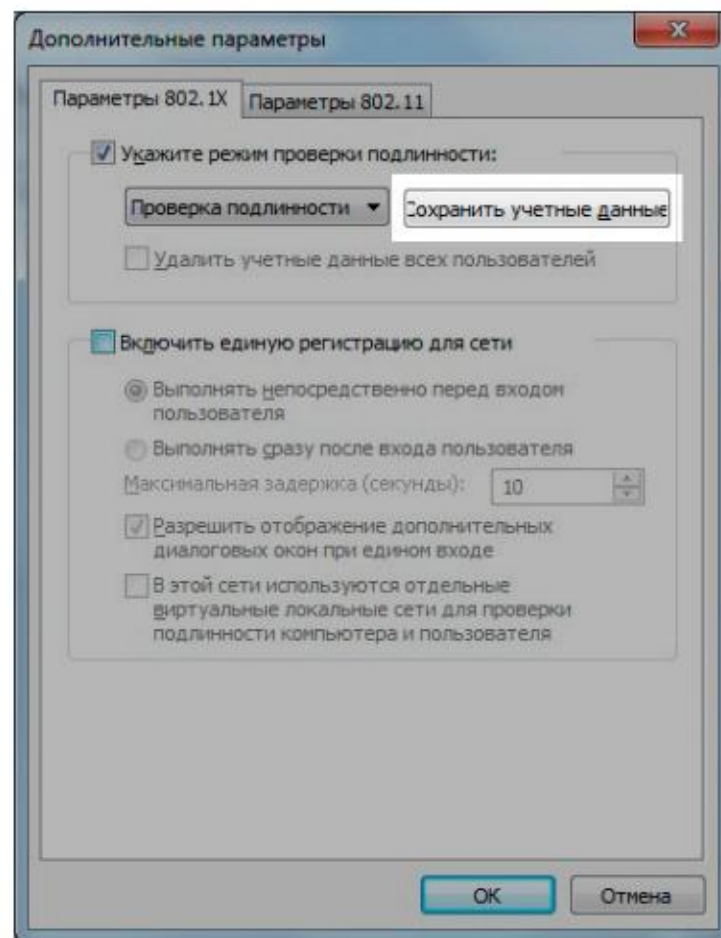 Дополнительные параметры
Параметры 802.1X
Параметры 802.11
Укажите режим проверки подлинности:
Проверка подлинности
Сохранить учетные данные
Удалить учетные данные всех пользователей
Включить единую регистрацию для сети
Выполнять непосредственно перед входом
пользователя
Выполнять сразу после входа пользователя
Максимальная задержка (секунды):
10
Разрешить отображение дополнительных
диалоговых окон при едином входе
В этой сети используются отдельные
виртуальные локальные сети для проверки
подлинности компьютера и пользователя
ОК
Отмена